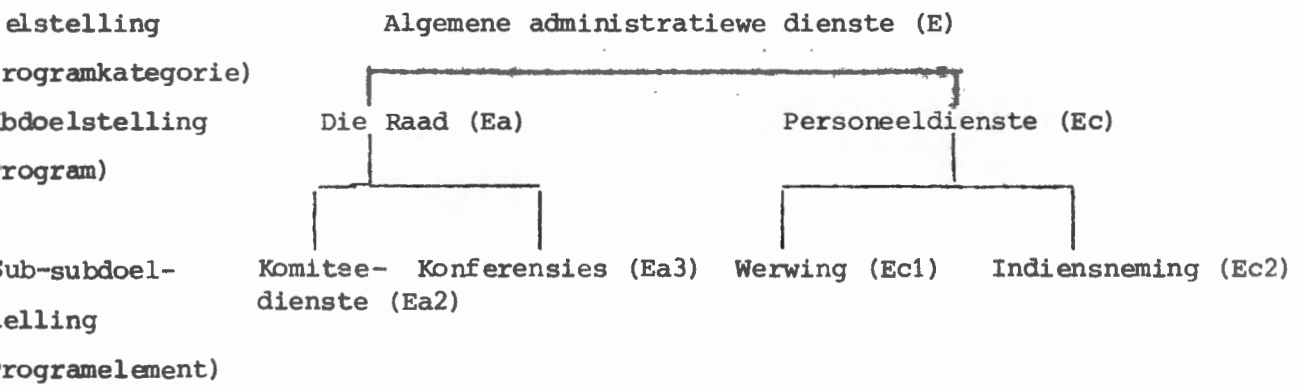 elstelling Algemene administratiewe dienste (E)
rogramkategorie)
bdoelstelling Die Raad (Ea) Personeeldienste (Ec)
rogram)
Sub-subdoel- Komitee- Konferensies (Ea3) Werwing (Ec1) Indiensneming (Ec2)
elling dienste (Ea2)
rogramelement)